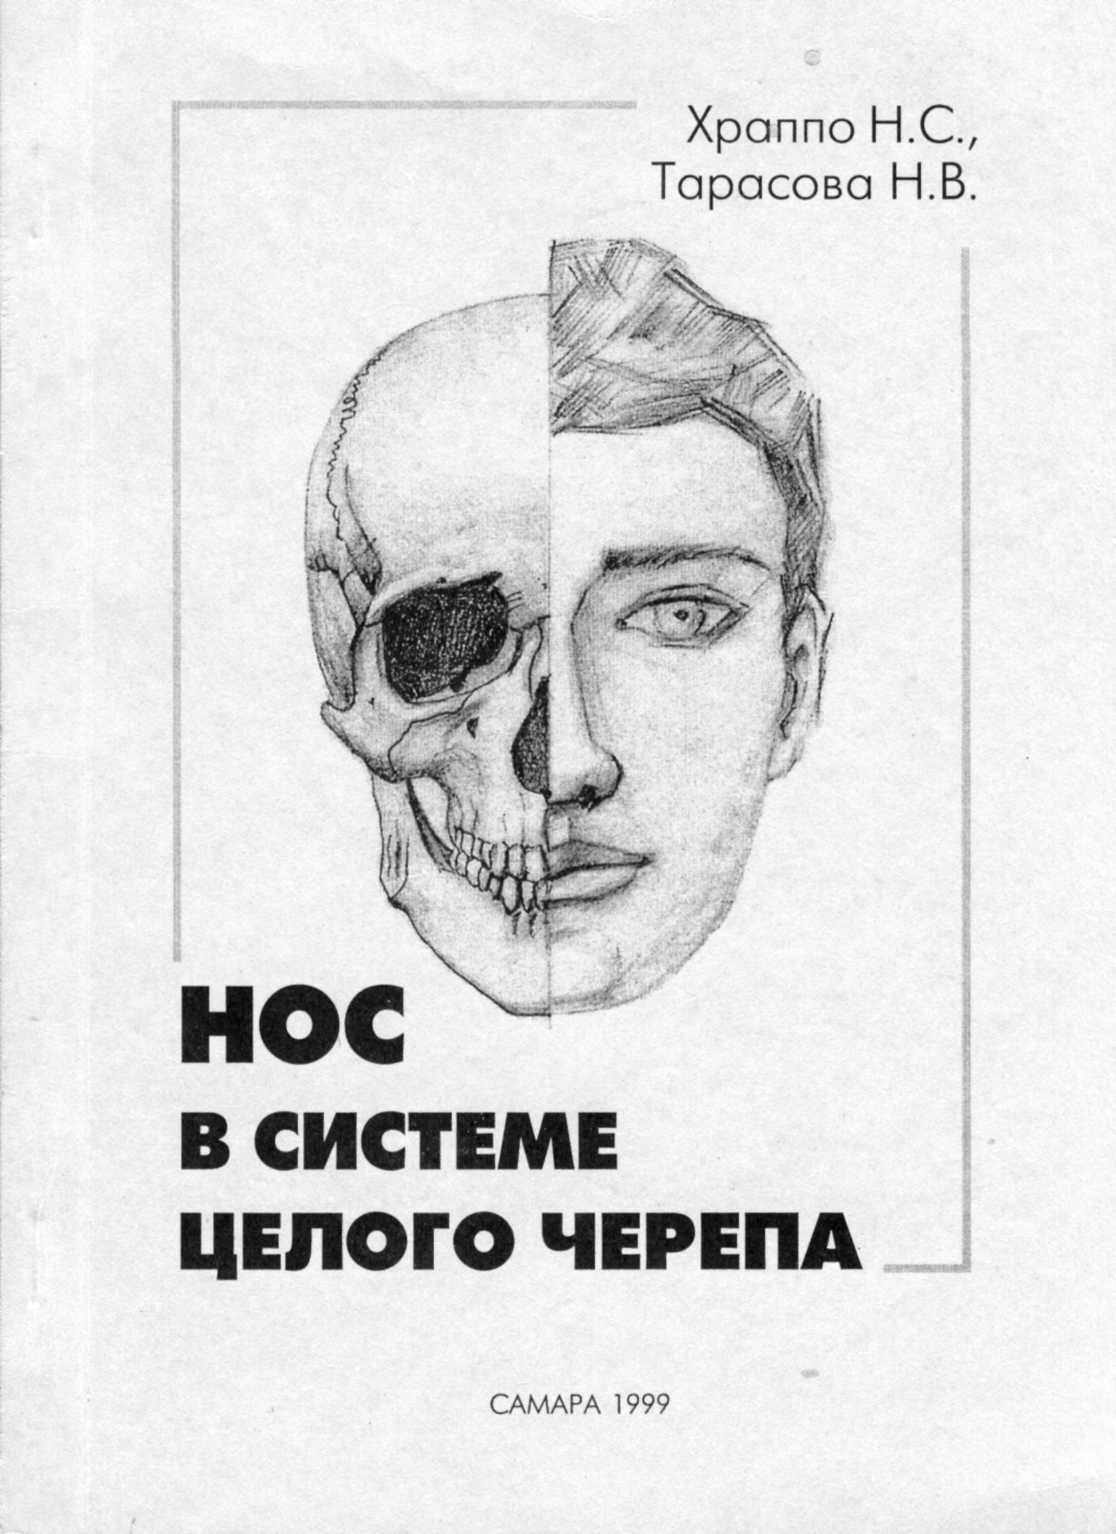 Храппо Н.С.,
Тарасова Н.В.
НОС
В СИСТЕМЕ
ЦЕЛОГО ЧЕРЕПА
САМАРА 1999